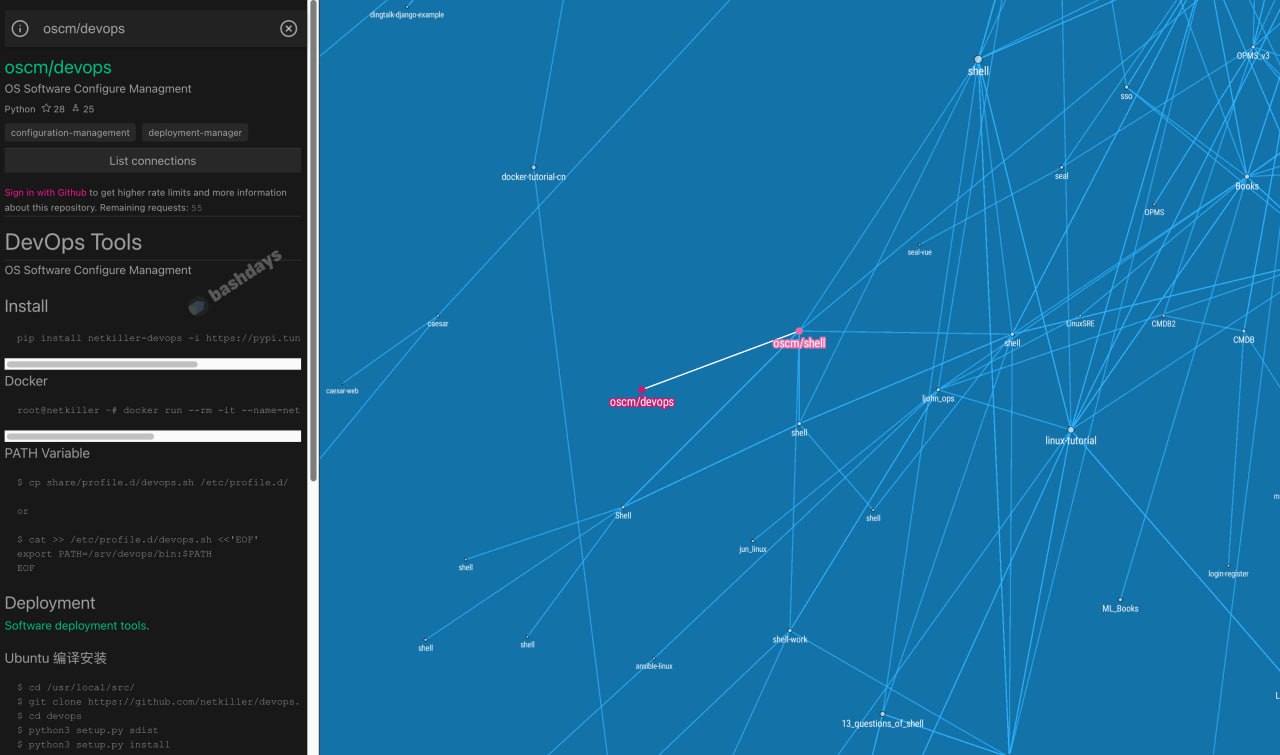 oscm/devops
oscm/devops
OS Software Configure Managment
Python 28 25
configuration-management deployment-manager
List connections
Sign in with Github to get higher rate limits and more information
about this repository. Remaining requests: 55
DevOps Tools
OS Software Configure Managment
bashdays
Install
pip install netkiller-devops -i https://pypi.tun
Docker
root@netkiller ~# docker run --rm -it --name=net
PATH Variable
$ cp share/profile.d/devops.sh /etc/profile.d/
or
$ cat >> /etc/profile.d/devops.sh <<'EOF'
export PATH=/srv/devops/bin:$PATH
EOF
Deployment
Software deployment tools.
Ubuntu 编译安装
$ cd /usr/local/src/
$ git clone https://github.com/netkiller/devops.
$ cd devops
$ python3 setup.py sdist
$ python3 setup.py install
dingtalk-django-example
OPMS_v3
shell
sso
docker-tutorial-cn
seal
Books
OPMS
seal-vue
caesar
LinuxSRE
CMDB2
oscm/shell
shell
CMDB
caesar-web
oscm/devops
ljohn_ops
shell
linux-tutorial
m
Shell
shell
jun_linux
shell
login-register
ML_Books
shell
shell
shell-work
ansible-linux
L
13_questions_of_shell